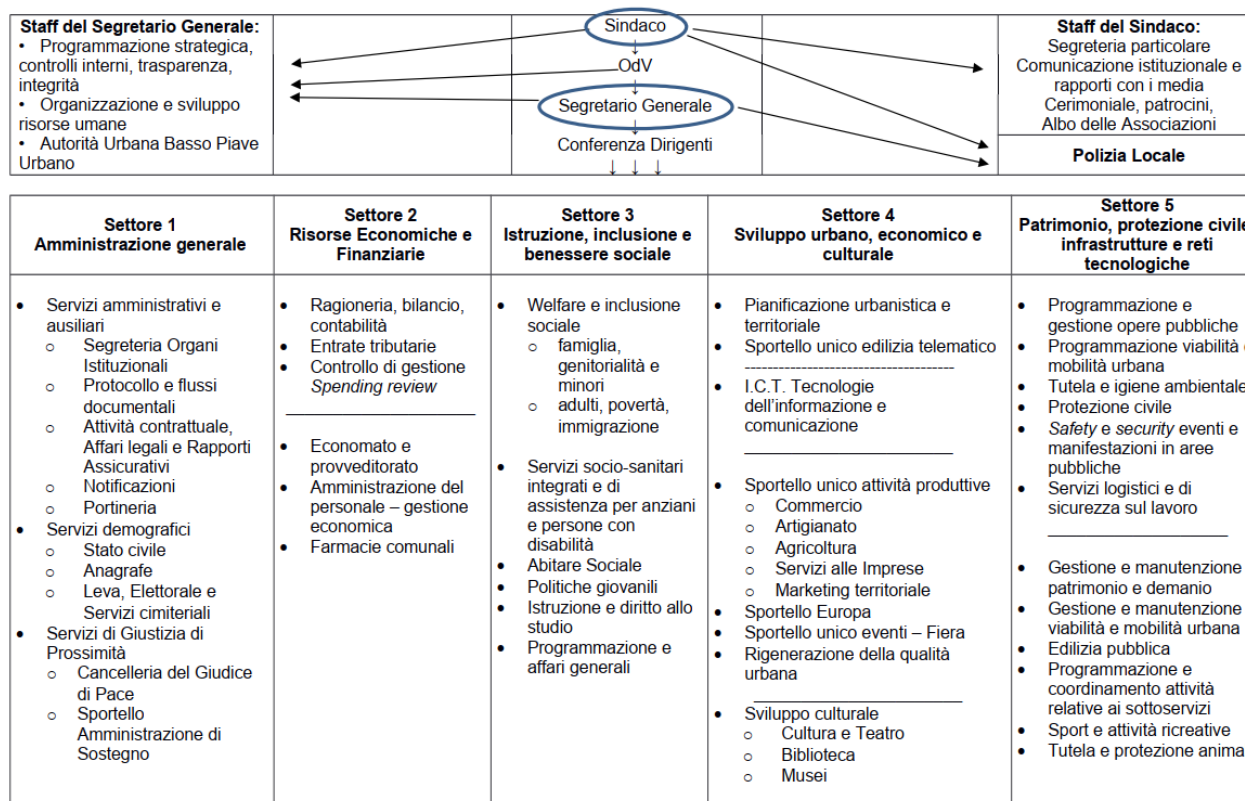 Staff del Segretario Generale:
• Programmazione strategica,
controlli interni, trasparenza,
integrità
• Organizzazione e sviluppo
risorse umane
• Autorità Urbana Basso Piave
Urbano
Sindaco
↓
OdV
↓
Segretario Generale
↓
Conferenza Dirigenti
↓ ↓ ↓
Staff del Sindaco:
Segreteria particolare
Comunicazione istituzionale e
rapporti con i media
Cerimoniale, patrocini,
Albo delle Associazioni
Polizia Locale
Settore 1
Amministrazione generale
• Servizi amministrativi e
ausiliari
o Segreteria Organi
Istituzionali
o Protocollo e flussi
documentali
o Attività contrattuale,
Affari legali e Rapporti
Assicurativi
o Notificazioni
o Portineria
• Servizi demografici
o Stato civile
o Anagrafe
o Leva, Elettorale e
Servizi cimiteriali
• Servizi di Giustizia di
Prossimità
o Cancelleria del Giudice
di Pace
o Sportello
Amministrazione di
Sostegno
Settore 2
Risorse Economiche e
Finanziarie
• Ragioneria, bilancio,
contabilità
• Entrate tributarie
• Controllo di gestione
Spending review
• Economato e
provveditorato
• Amministrazione del
personale – gestione
economica
• Farmacie comunali
Settore 3
Istruzione, inclusione e
benessere sociale
• Welfare e inclusione
sociale
o famiglia,
genitorialità e
minori
o adulti, povertà,
immigrazione
• Servizi socio-sanitari
integrati e di
assistenza per anziani
e persone con
disabilità
• Abitare Sociale
• Politiche giovanili
• Istruzione e diritto allo
studio
• Programmazione e
affari generali
Settore 4
Sviluppo urbano, economico e
culturale
• Pianificazione urbanistica e
territoriale
• Sportello unico edilizia telematico
• I.C.T. Tecnologie
dell'informazione e
comunicazione
• Sportello unico attività produttive
o Commercio
o Artigianato
o Agricoltura
o Servizi alle Imprese
o Marketing territoriale
• Sportello Europa
• Sportello unico eventi – Fiera
• Rigenerazione della qualità
urbana
• Sviluppo culturale
o Cultura e Teatro
o Biblioteca
o Musei
Settore 5
Patrimonio, protezione civile
infrastrutture e reti
tecnologiche
• Programmazione e
gestione opere pubbliche
• Programmazione viabilità
mobilità urbana
• Tutela e igiene ambientale
• Protezione civile
• Safety e security eventi e
manifestazioni in aree
pubbliche
• Servizi logistici e di
sicurezza sul lavoro
• Gestione e manutenzione
patrimonio e demanio
• Gestione e manutenzione
viabilità e mobilità urbana
• Edilizia pubblica
• Programmazione e
coordinamento attività
relative ai sottoservizi
• Sport e attività ricreative
• Tutela e protezione anima